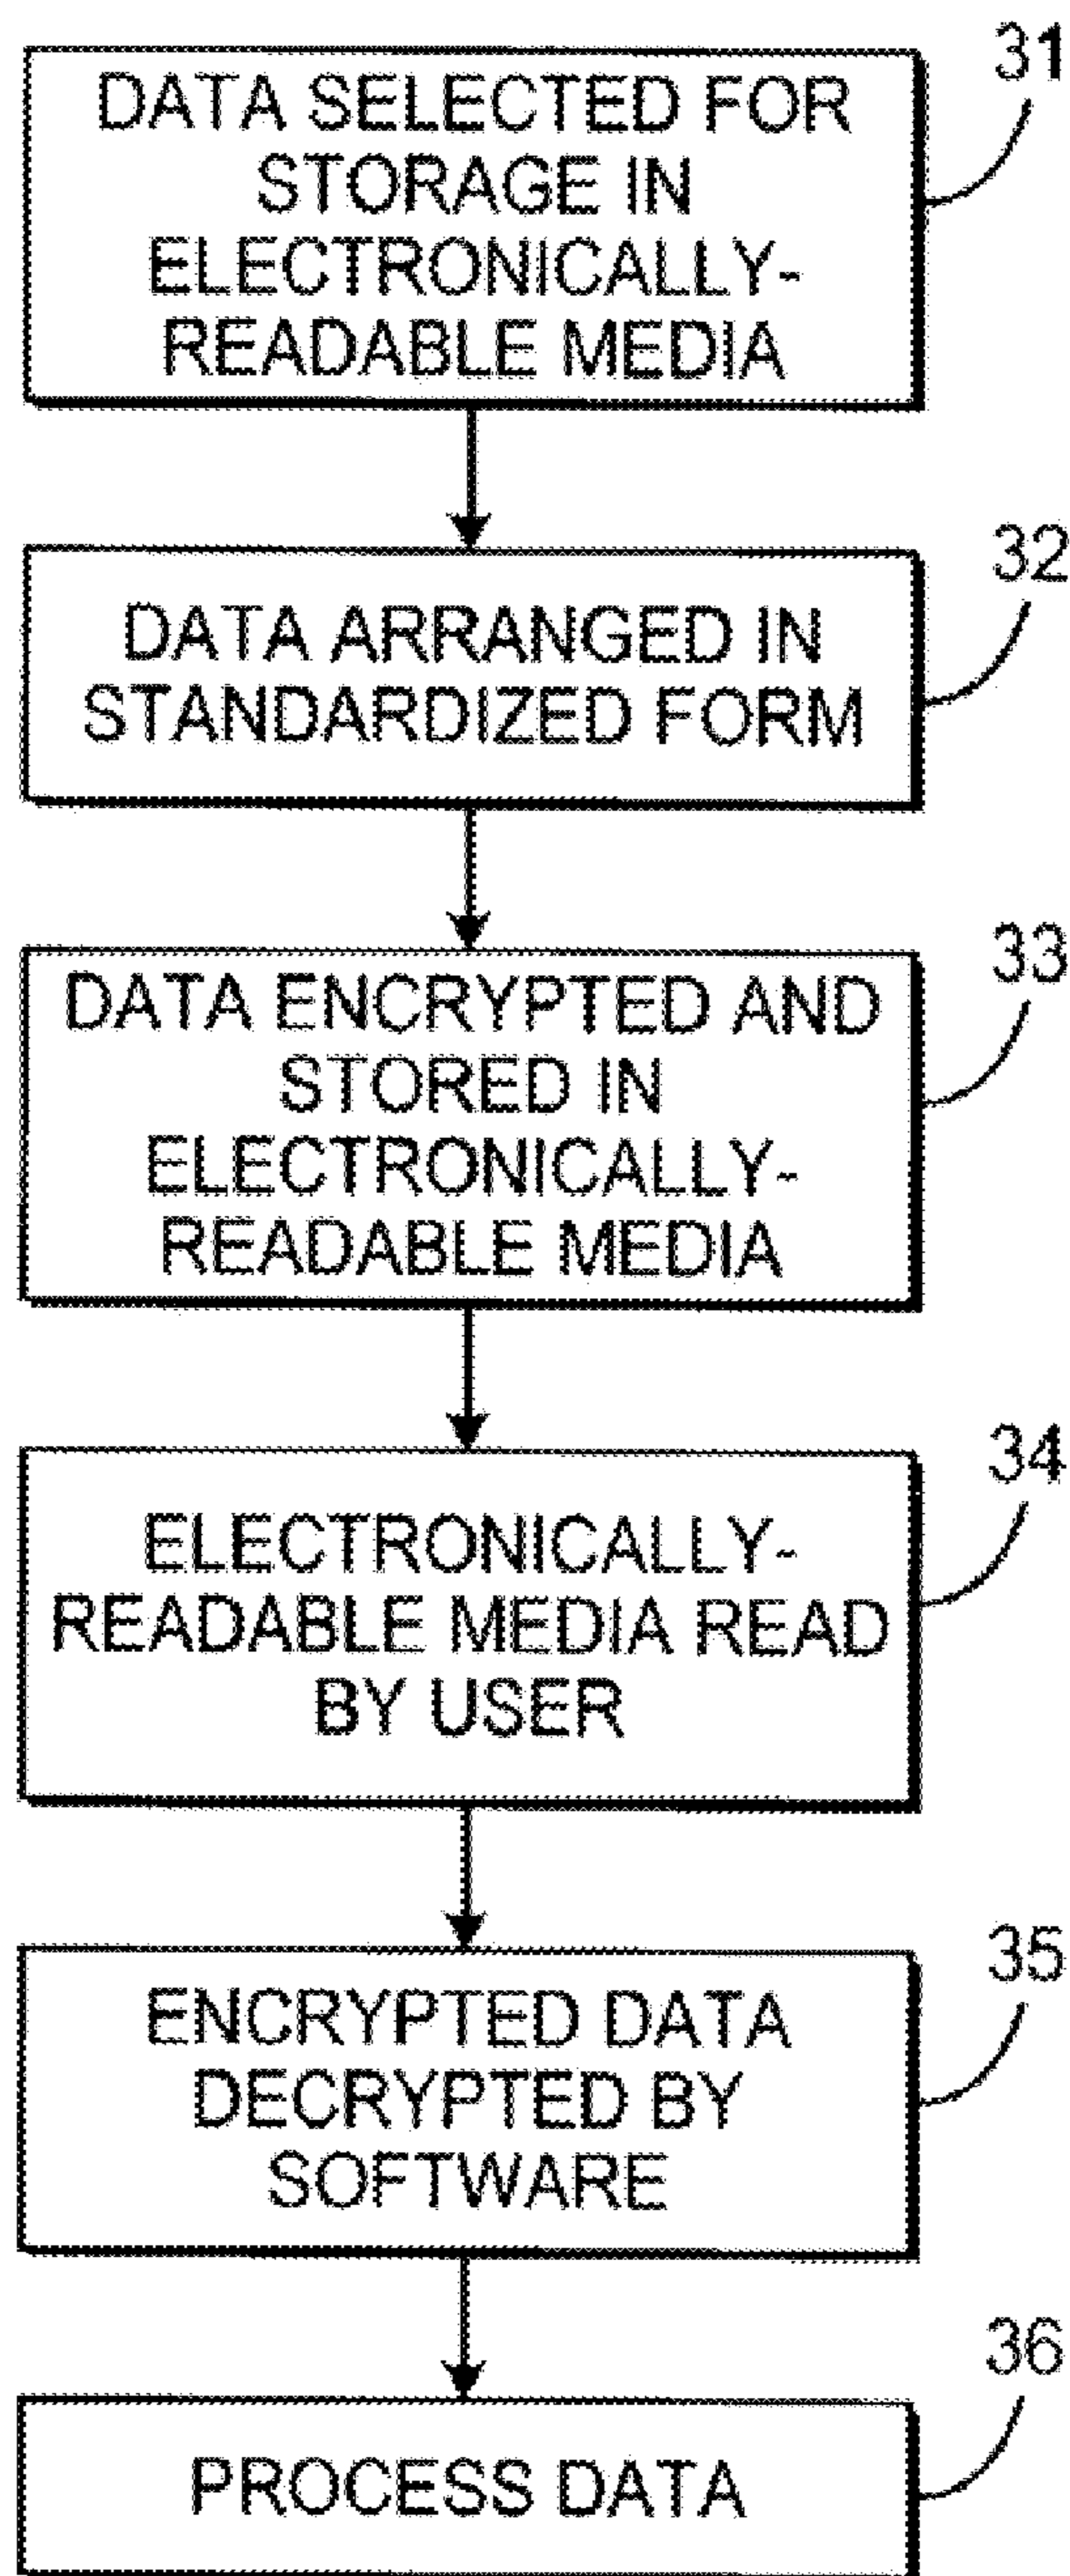 31
DATA SELECTED FOR
STORAGE IN
ELECTRONICALLY-
READABLE MEDIA
32
DATA ARRANGED IN
STANDARDIZED FORM
33
DATA ENCRYPTED AND
STORED IN
ELECTRONICALLY-
READABLE MEDIA
34
ELECTRONICALLY-
READABLE MEDIA READ
BY USER
35
ENCRYPTED DATA
DECRYPTED BY
SOFTWARE
36
PROCESS DATA